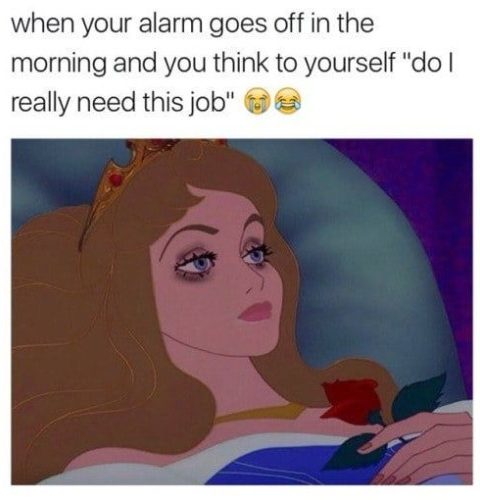 when your alarm goes off in the
morning and you think to yourself "do I
really need this job" 😭😂